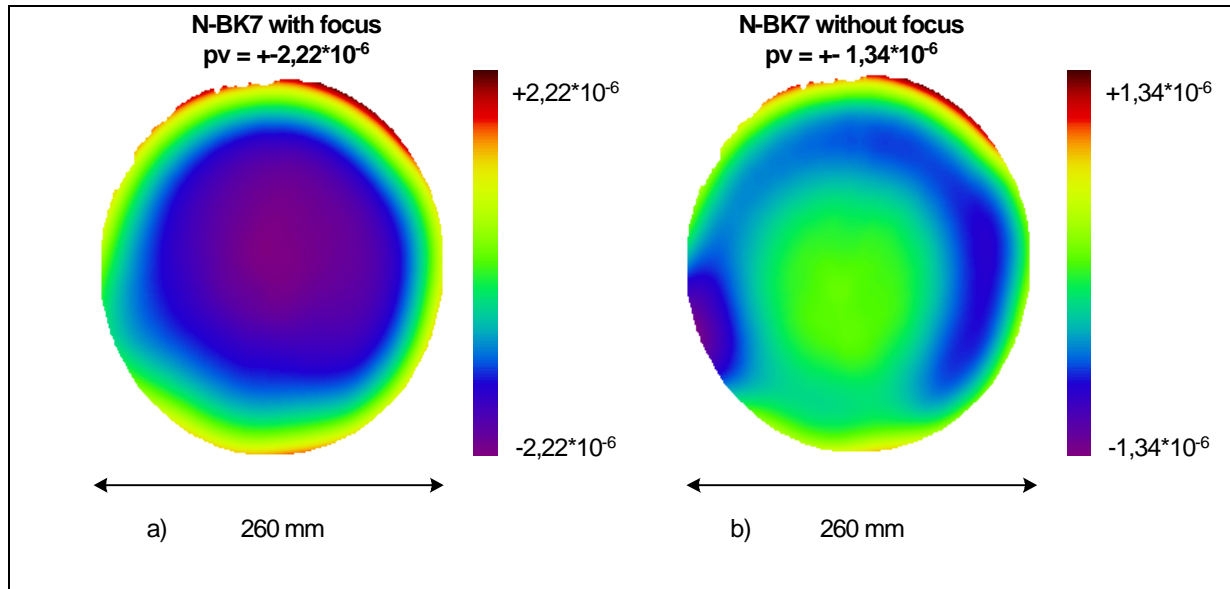 N-BK7 with focus
pv = +-2,22*10-6
+2,22*10-6
-2,22*10-6
a) 260 mm
N-BK7 without focus
pv = +- 1,34*10-6
+1,34*10-6
-1,34*10-6
b) 260 mm